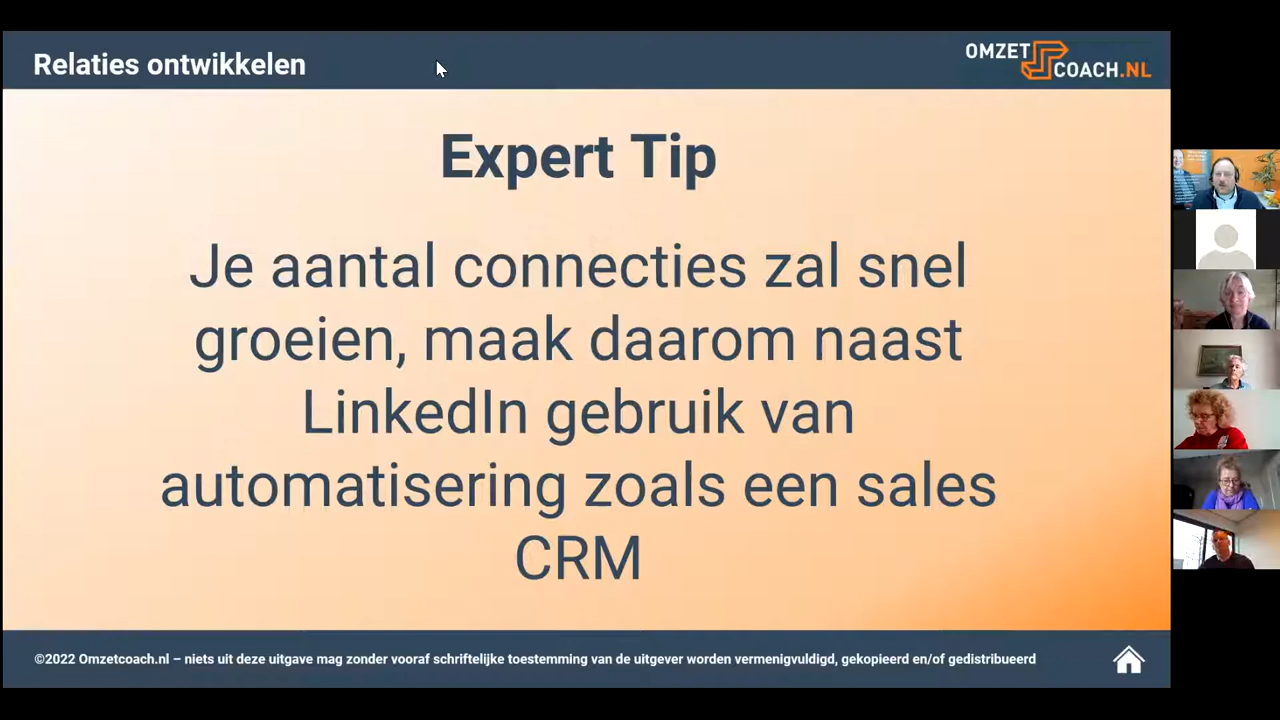 Relaties ontwikkelen
OMZET
COACH.NL
Expert Tip
Je aantal connecties zal snel
groeien, maak daarom naast
LinkedIn gebruik van
automatisering zoals een sales
CRM
©2022 Omzetcoach.nl – niets uit deze uitgave mag zonder vooraf schriftelijke toestemming van de uitgever worden vermenigvuldigd, gekopieerd en/of gedistribueerd